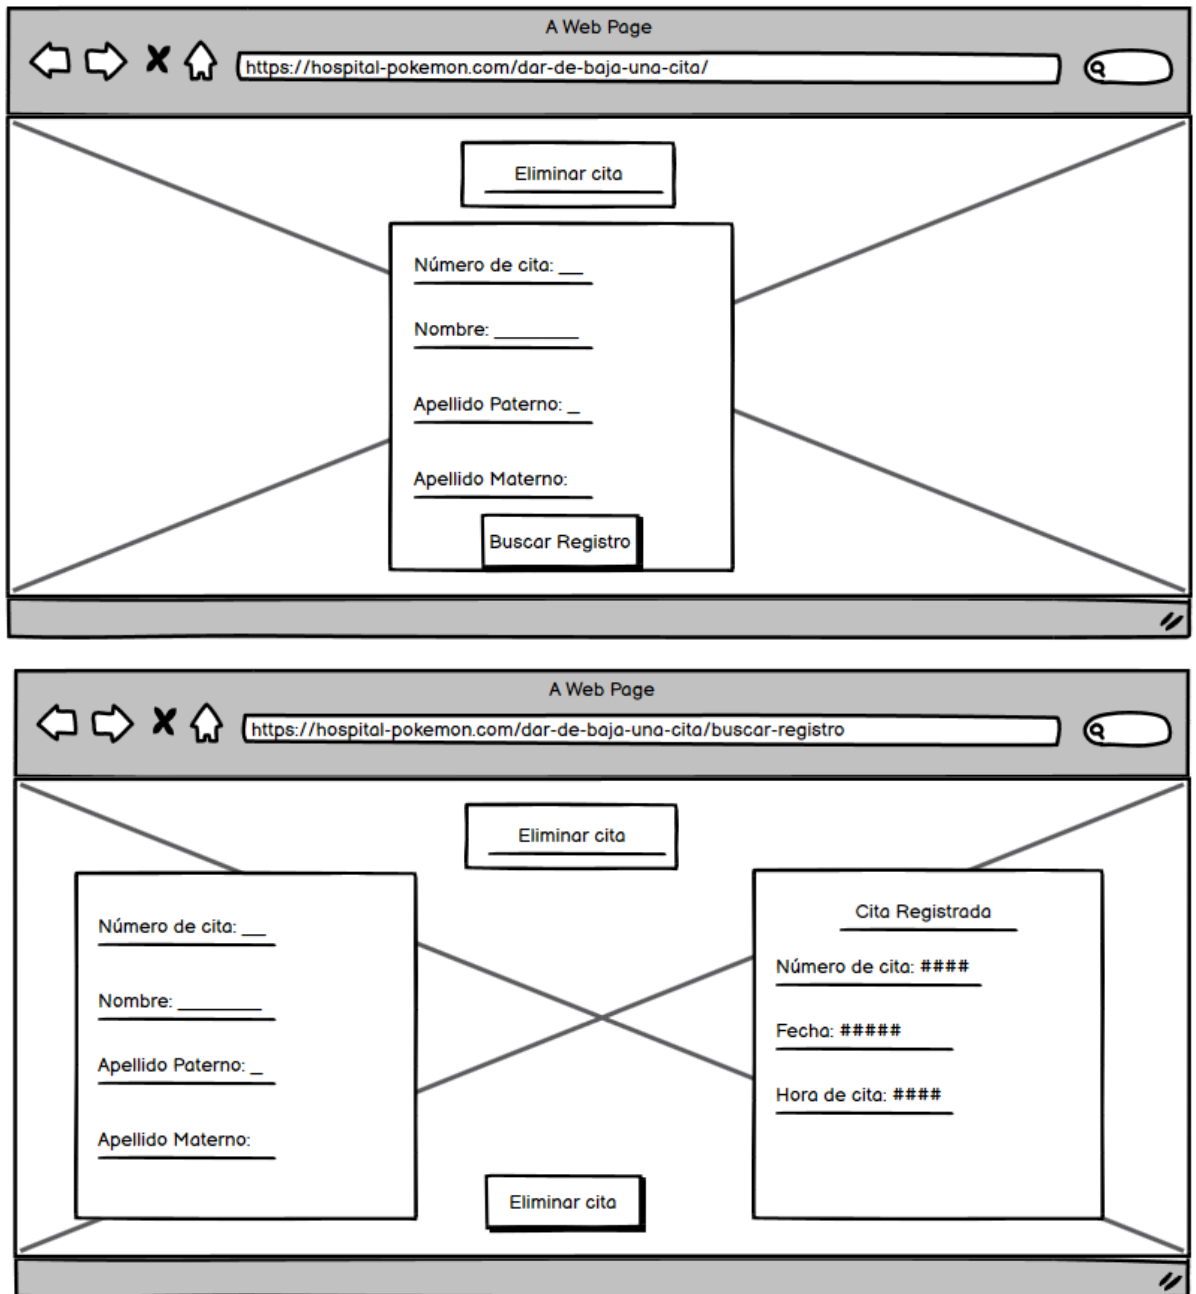 A Web Page
https://hospital-pokemon.com/dar-de-baja-una-cita/
Eliminar cita
Número de cita: __
Nombre: ________
Apellido Paterno: _
Apellido Materno:
Buscar Registro
A Web Page
https://hospital-pokemon.com/dar-de-baja-una-cita/buscar-registro
Eliminar cita
Número de cita: __
Nombre: ________
Apellido Paterno: _
Apellido Materno:
Cita Registrada
Número de cita: ####
Fecha: #####
Hora de cita: ####
Eliminar cita